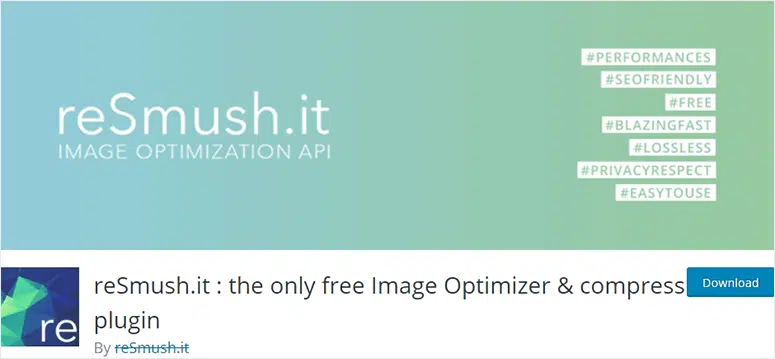 reSmush.it
IMAGE OPTIMIZATION API
#PERFORMANCES
#SEOFRIENDLY
#FREE
#BLAZINGFAST
#LOSSLESS
#PRIVACYRESPECT
#EASYTOUSE
re
reSmush.it : the only free Image Optimizer & compress
plugin
By reSmush.it
Download